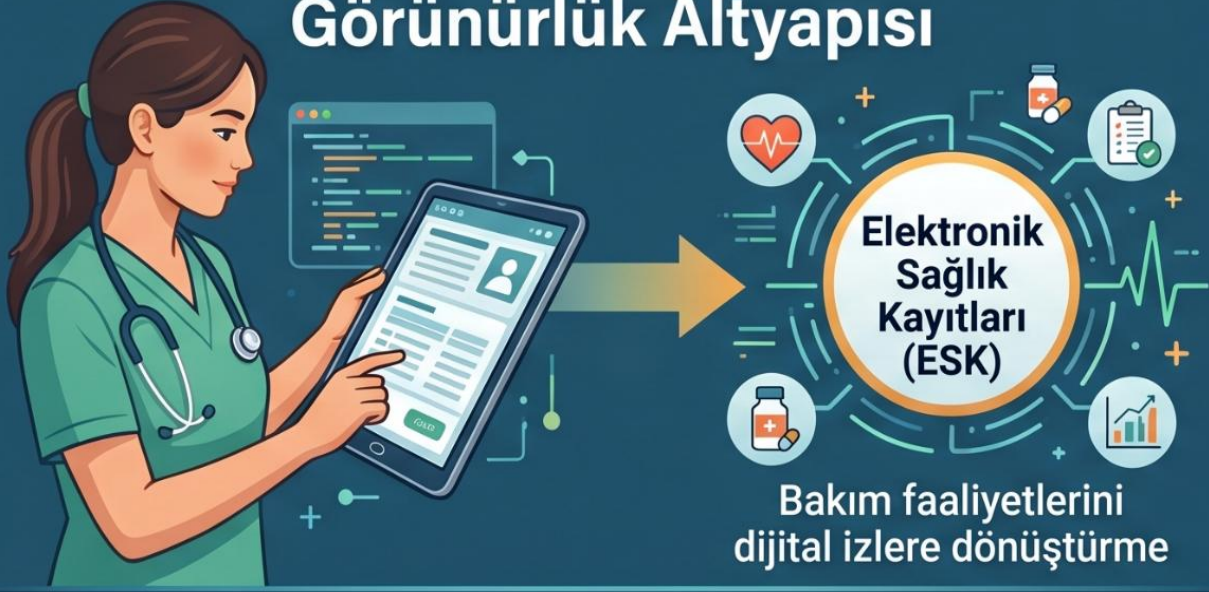 Görünürlük Altyapısı
Elektronik
Sağlık
Kayıtları
(ESK)
Bakım faaliyetlerini
dijital izlere dönüştürme